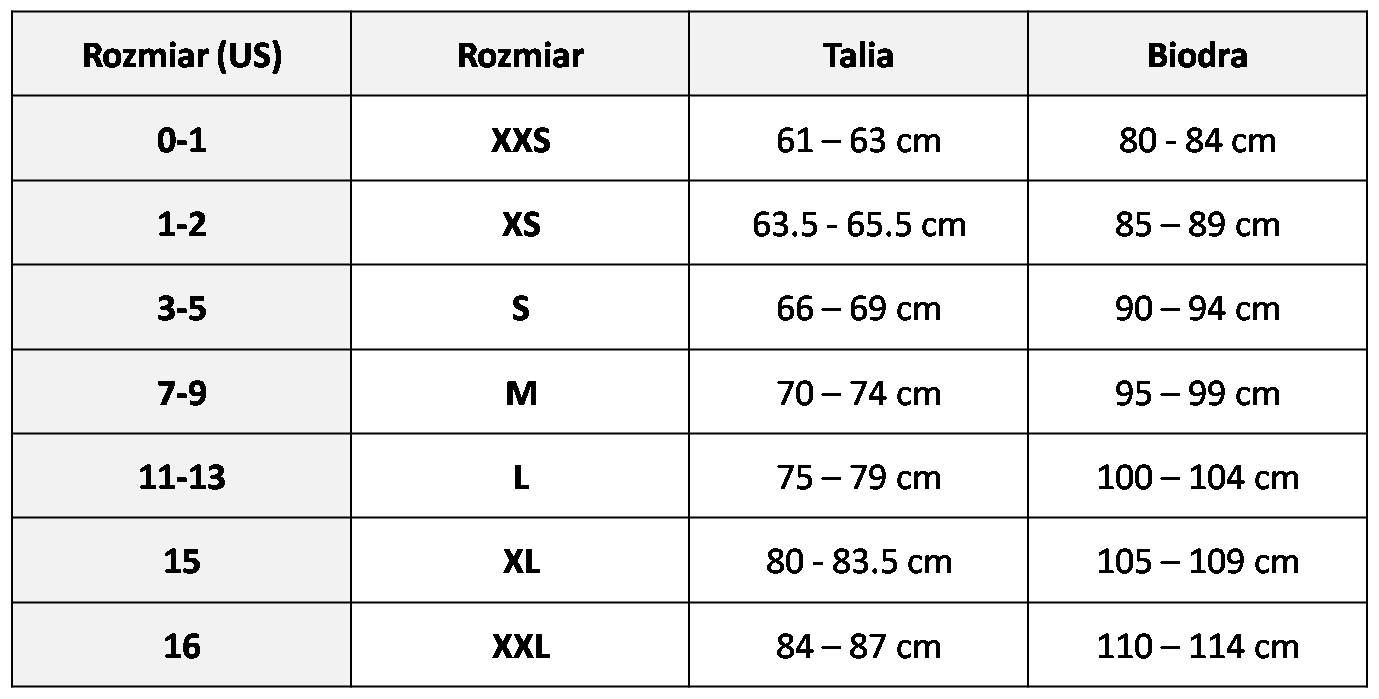 Rozmiar (US) Rozmiar Talia Biodra
0-1 XXS 61 – 63 cm 80 - 84 cm
1-2 XS 63.5 - 65.5 cm 85 – 89 cm
3-5 S 66 – 69 cm 90 – 94 cm
7-9 M 70 – 74 cm 95 – 99 cm
11-13 L 75 – 79 cm 100 – 104 cm
15 XL 80 - 83.5 cm 105 – 109 cm
16 XXL 84 – 87 cm 110 – 114 cm